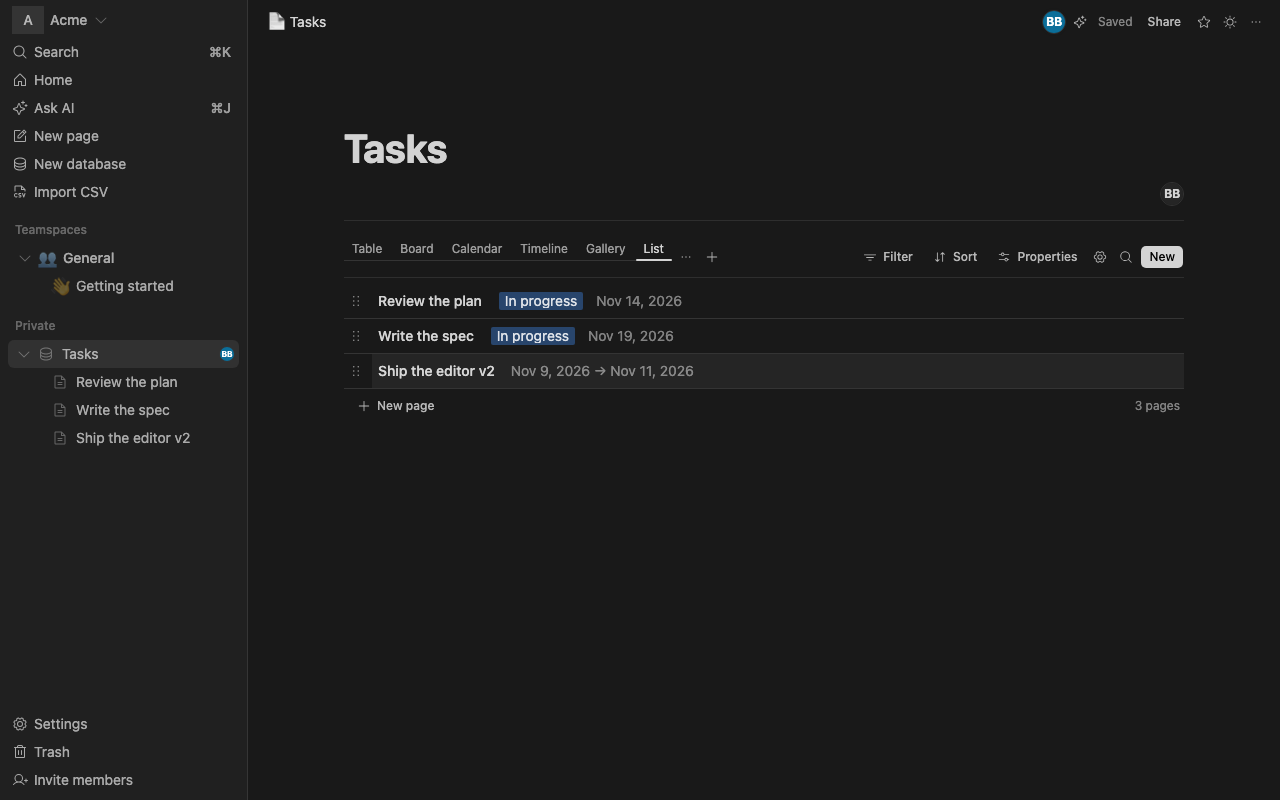 A Acme
Search ⌘K
Home
Ask AI ⌘J
New page
New database
CSV Import CSV
Teamspaces
General
Getting started
Private
Tasks BB
Review the plan
Write the spec
Ship the editor v2
Settings
Trash
Invite members
Tasks
BB Saved Share
Tasks
BB
Table Board Calendar Timeline Gallery List
Filter Sort Properties New
Review the plan In progress Nov 14, 2026
Write the spec In progress Nov 19, 2026
Ship the editor v2 Nov 9, 2026 → Nov 11, 2026
New page 3 pages